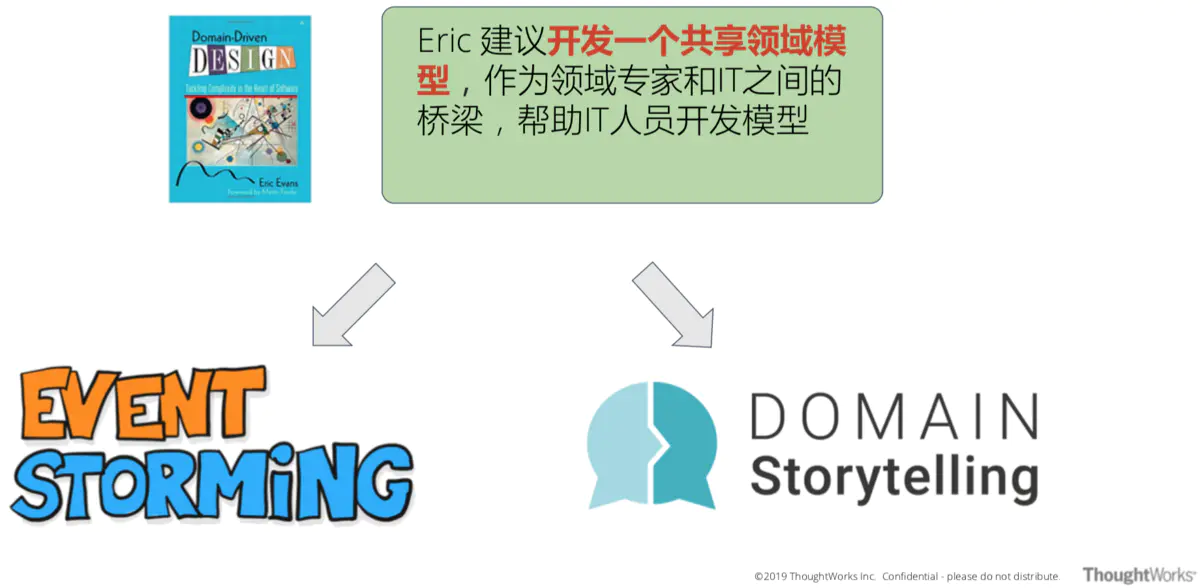 Domain-Driven
DESIGN
Tackling Complexity in the Heart of Software
Eric Evans
Foreword by Martin Fowler
Eric 建议开发一个共享领域模
型，作为领域专家和IT之间的
桥梁，帮助IT人员开发模型
EVENT
STORMiNG
DOMAIN
Storytelling
©2019 ThoughtWorks Inc. Confidential - please do not distribute.
ThoughtWorks®